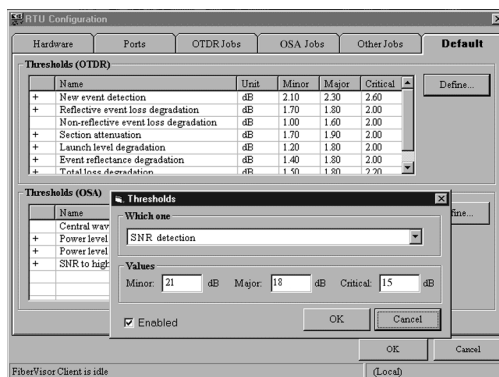 RTU Configuration
Hardware Ports OTDR Jobs OSA Jobs Other Jobs Default
Thresholds (OTDR)
Name Unit Minor Major Critical
+ New event detection dB 2.10 2.30 2.60
+ Reflective event loss degradation dB 1.70 1.80 2.00
Non-reflective event loss degradation dB 1.00 1.60 2.00
+ Section attenuation dB 1.70 1.90 2.00
+ Launch level degradation dB 1.20 1.80 2.00
+ Event reflectance degradation dB 1.40 1.80 2.00
+ Total loss degradation dB 1.50 1.80 2.20
Define...
Thresholds (OSA)
Name
Central wav
+ Power level
+ Power level
+ SNR to high
fine...
Thresholds
Which one
SNR detection
Values
Minor: 21 dB Major: 18 dB Critical: 15 dB
Enabled
OK Cancel
OK Cancel
FiberVisor Client is idle (Local)